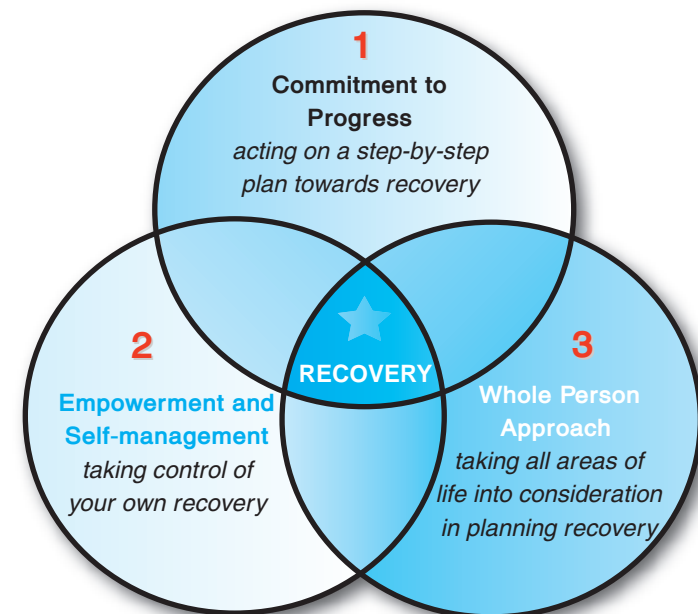 1
Commitment to
Progress
acting on a step-by-step
plan towards recovery
2
Empowerment and
Self-management
taking control of
your own recovery
RECOVERY
3
Whole Person
Approach
taking all areas of
life into consideration
in planning recovery